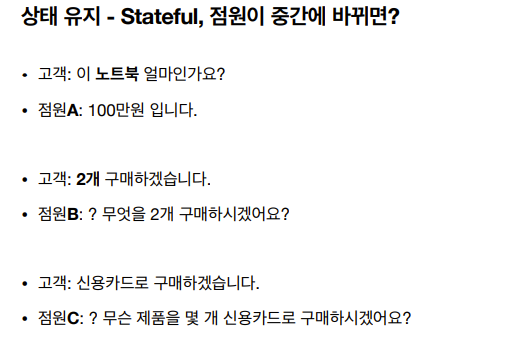 상태 유지 - Stateful, 점원이 중간에 바뀌면?
• 고객: 이 노트북 얼마인가요?
• 점원A: 100만원 입니다.
• 고객: 2개 구매하겠습니다.
• 점원B: ? 무엇을 2개 구매하시겠어요?
• 고객: 신용카드로 구매하겠습니다.
• 점원C: ? 무슨 제품을 몇 개 신용카드로 구매하시겠어요?